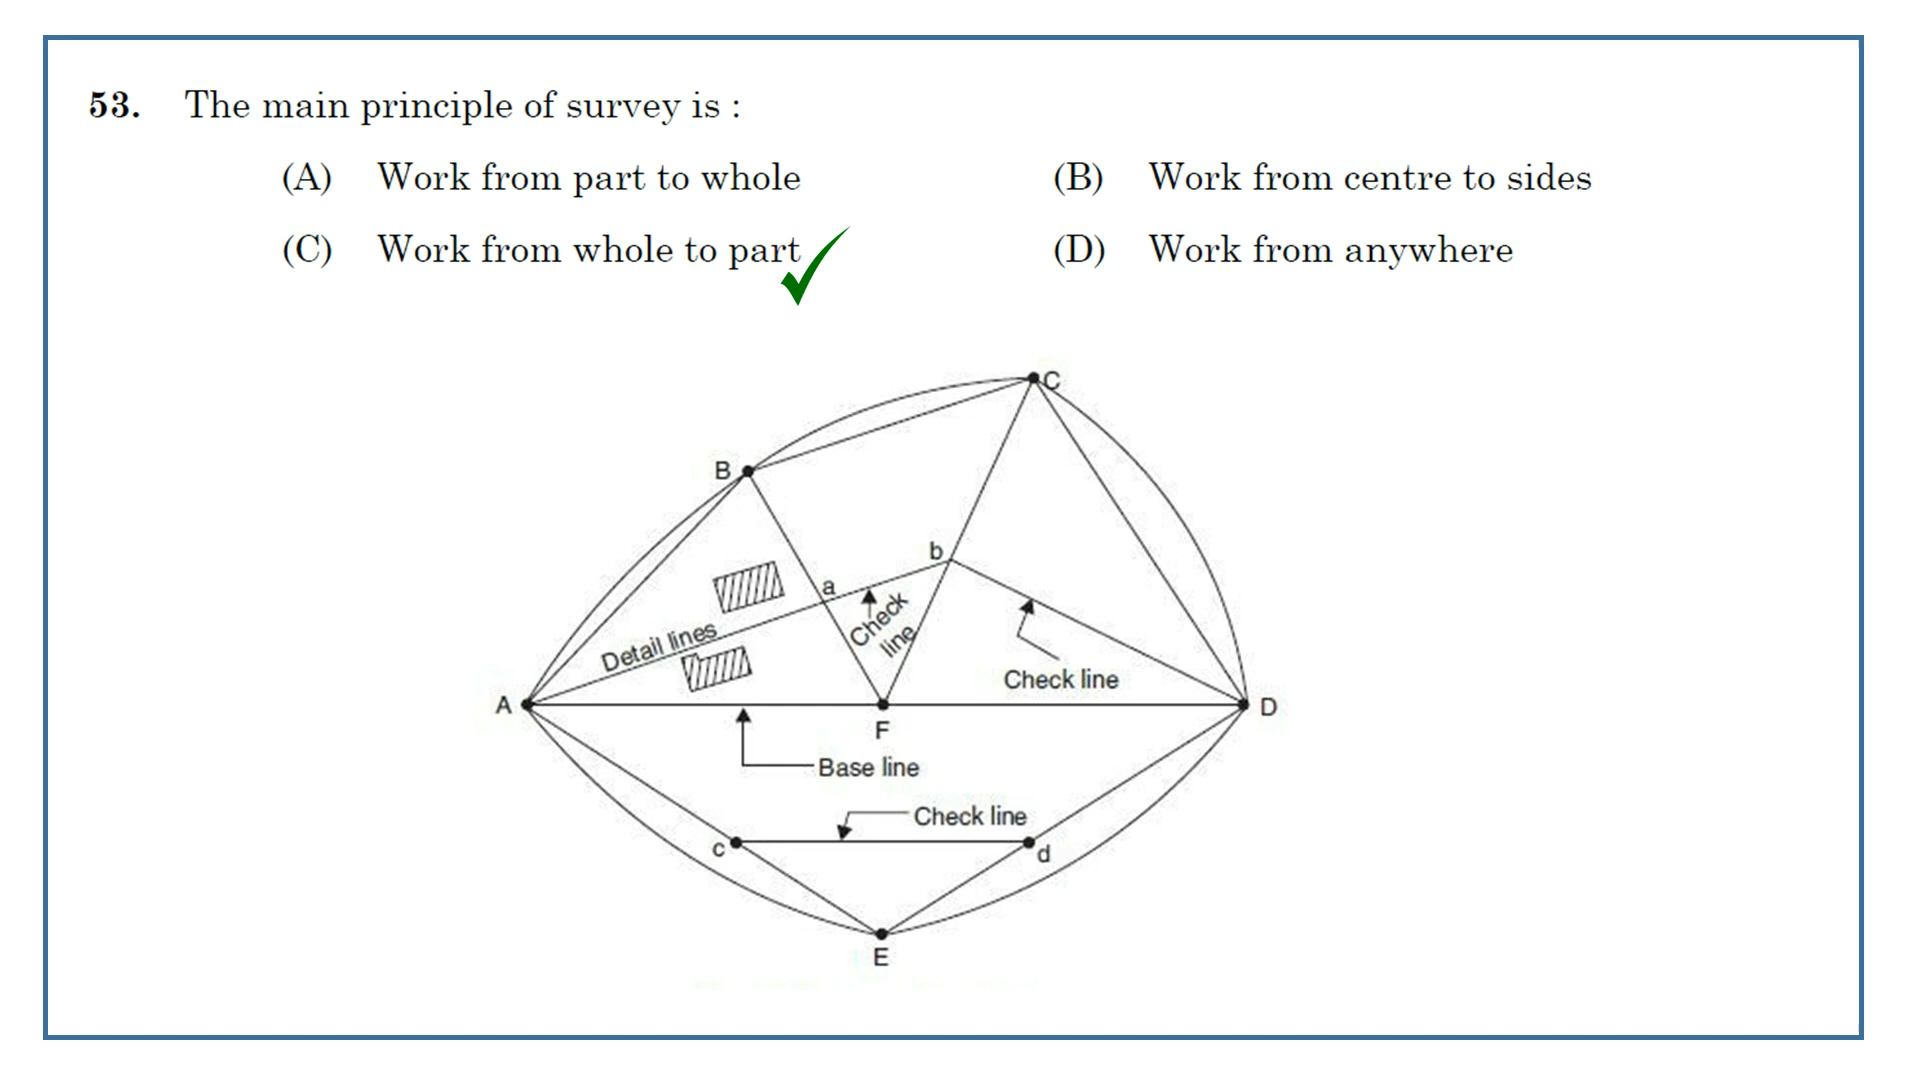 53. The main principle of survey is :
(A) Work from part to whole
(B) Work from centre to sides
(C) Work from whole to part
(D) Work from anywhere
C
B
b
a
Check
line
Detail lines
Check line
A
F
D
Base line
Check line
c
d
E